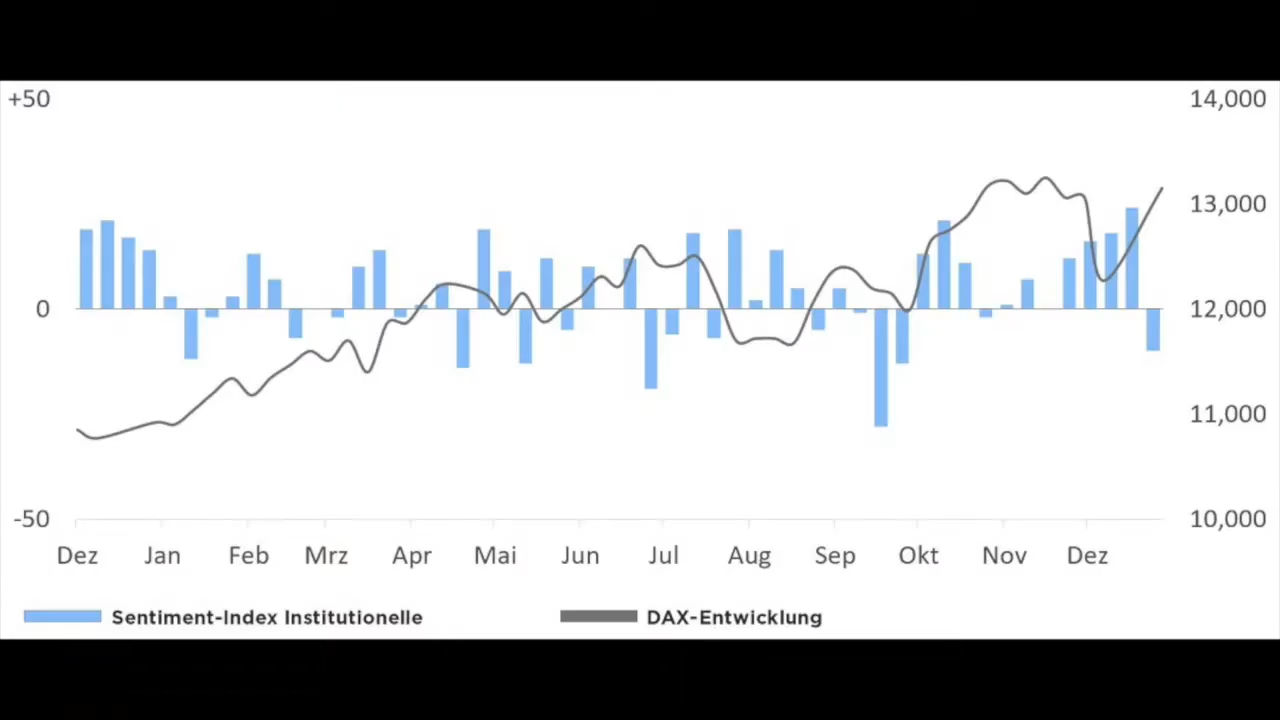 +50 14,000
13,000
0 12,000
11,000
-50 10,000
Dez Jan Feb Mrz Apr Mai Jun Jul Aug Sep Okt Nov Dez
Sentiment-Index Institutionelle DAX-Entwicklung